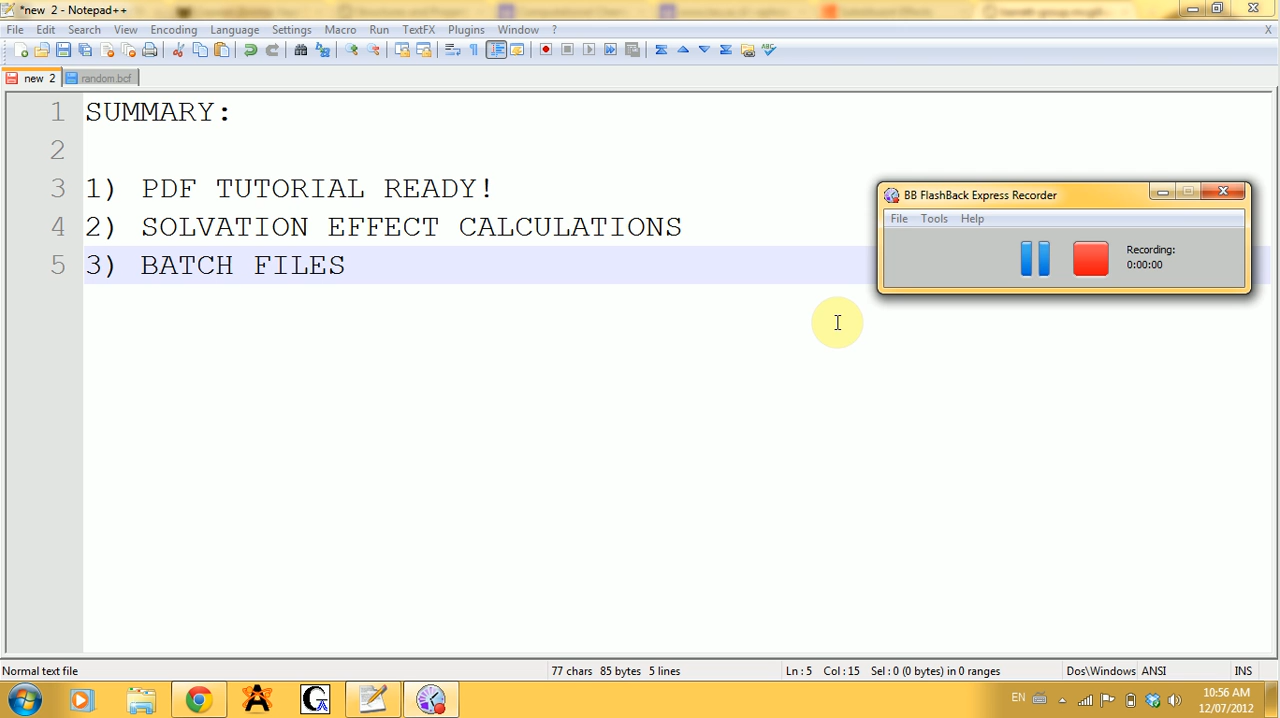 *new 2 - Notepad++
File Edit Search View Encoding Language Settings Macro Run TextFX Plugins Window ? X
new 2 random.bcf
1 SUMMARY:
2
3 1) PDF TUTORIAL READY!
4 2) SOLVATION EFFECT CALCULATIONS
5 3) BATCH FILES
BB FlashBack Express Recorder
File Tools Help
Recording:
0:00:00
Normal text file 77 chars 85 bytes 5 lines Ln : 5 Col : 15 Sel : 0 (0 bytes) in 0 ranges Dos\Windows ANSI INS
EN 10:56 AM
12/07/2012